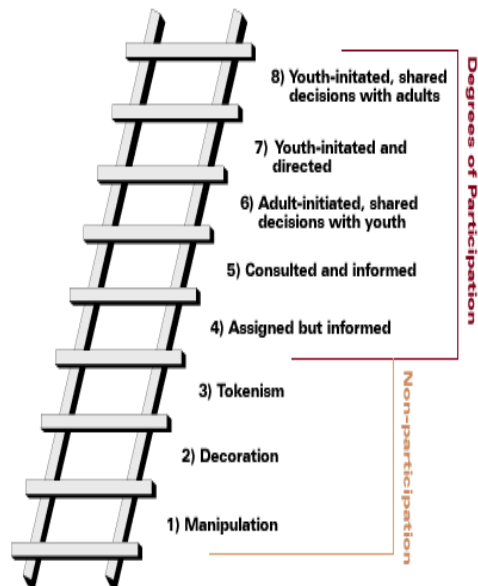 8) Youth-initated, shared
decisions with adults
7) Youth-initated and
directed
6) Adult-initiated, shared
decisions with youth
5) Consulted and informed
4) Assigned but informed
3) Tokenism
2) Decoration
1) Manipulation
Degrees of Participation
Non-participation